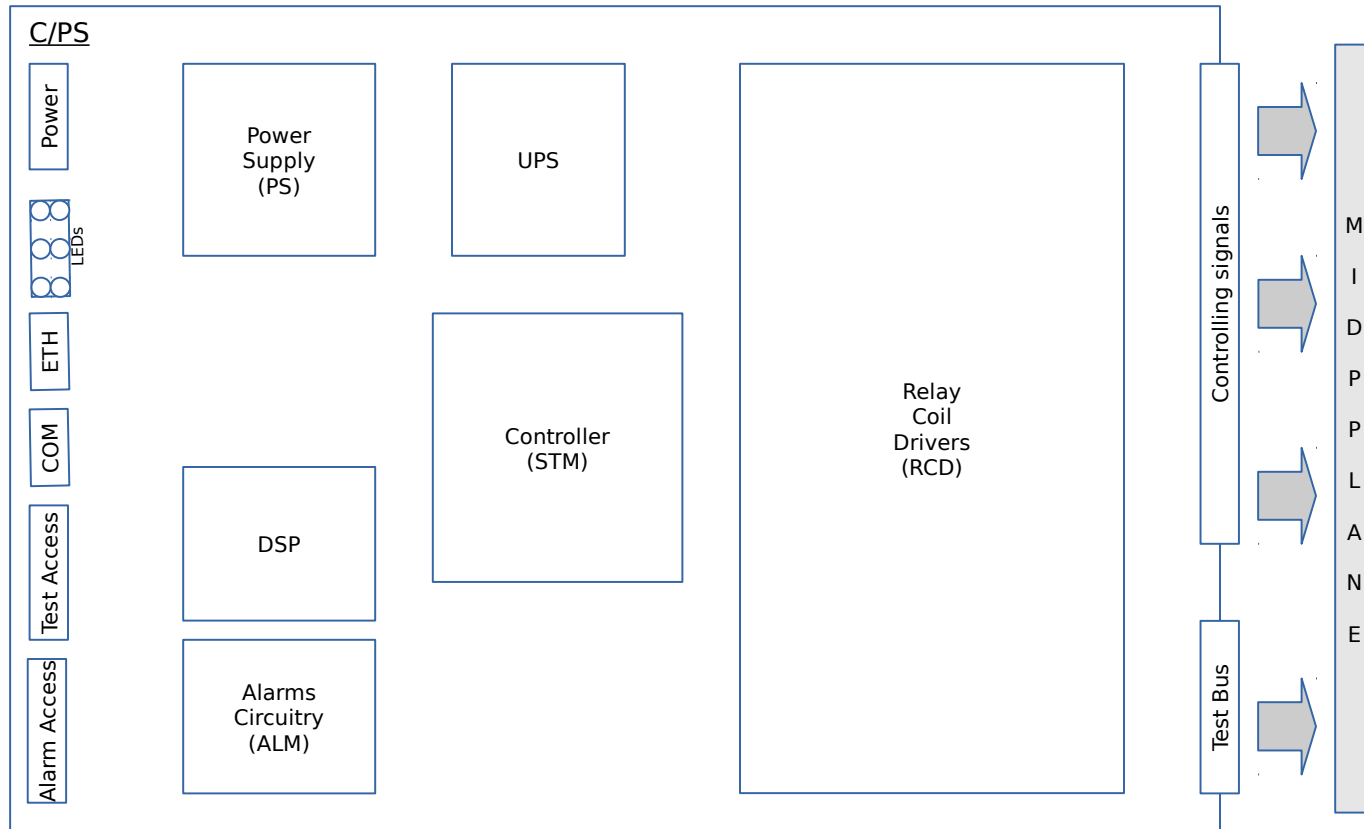 C/PS
Power
LEDs
ETH
COM
Test Access
Alarm Access
Power
Supply
(PS)
UPS
Controller
(STM)
DSP
Alarms
Circuitry
(ALM)
Relay
Coil
Drivers
(RCD)
Controlling signals
Test Bus
M
I
D
P
P
L
A
N
E